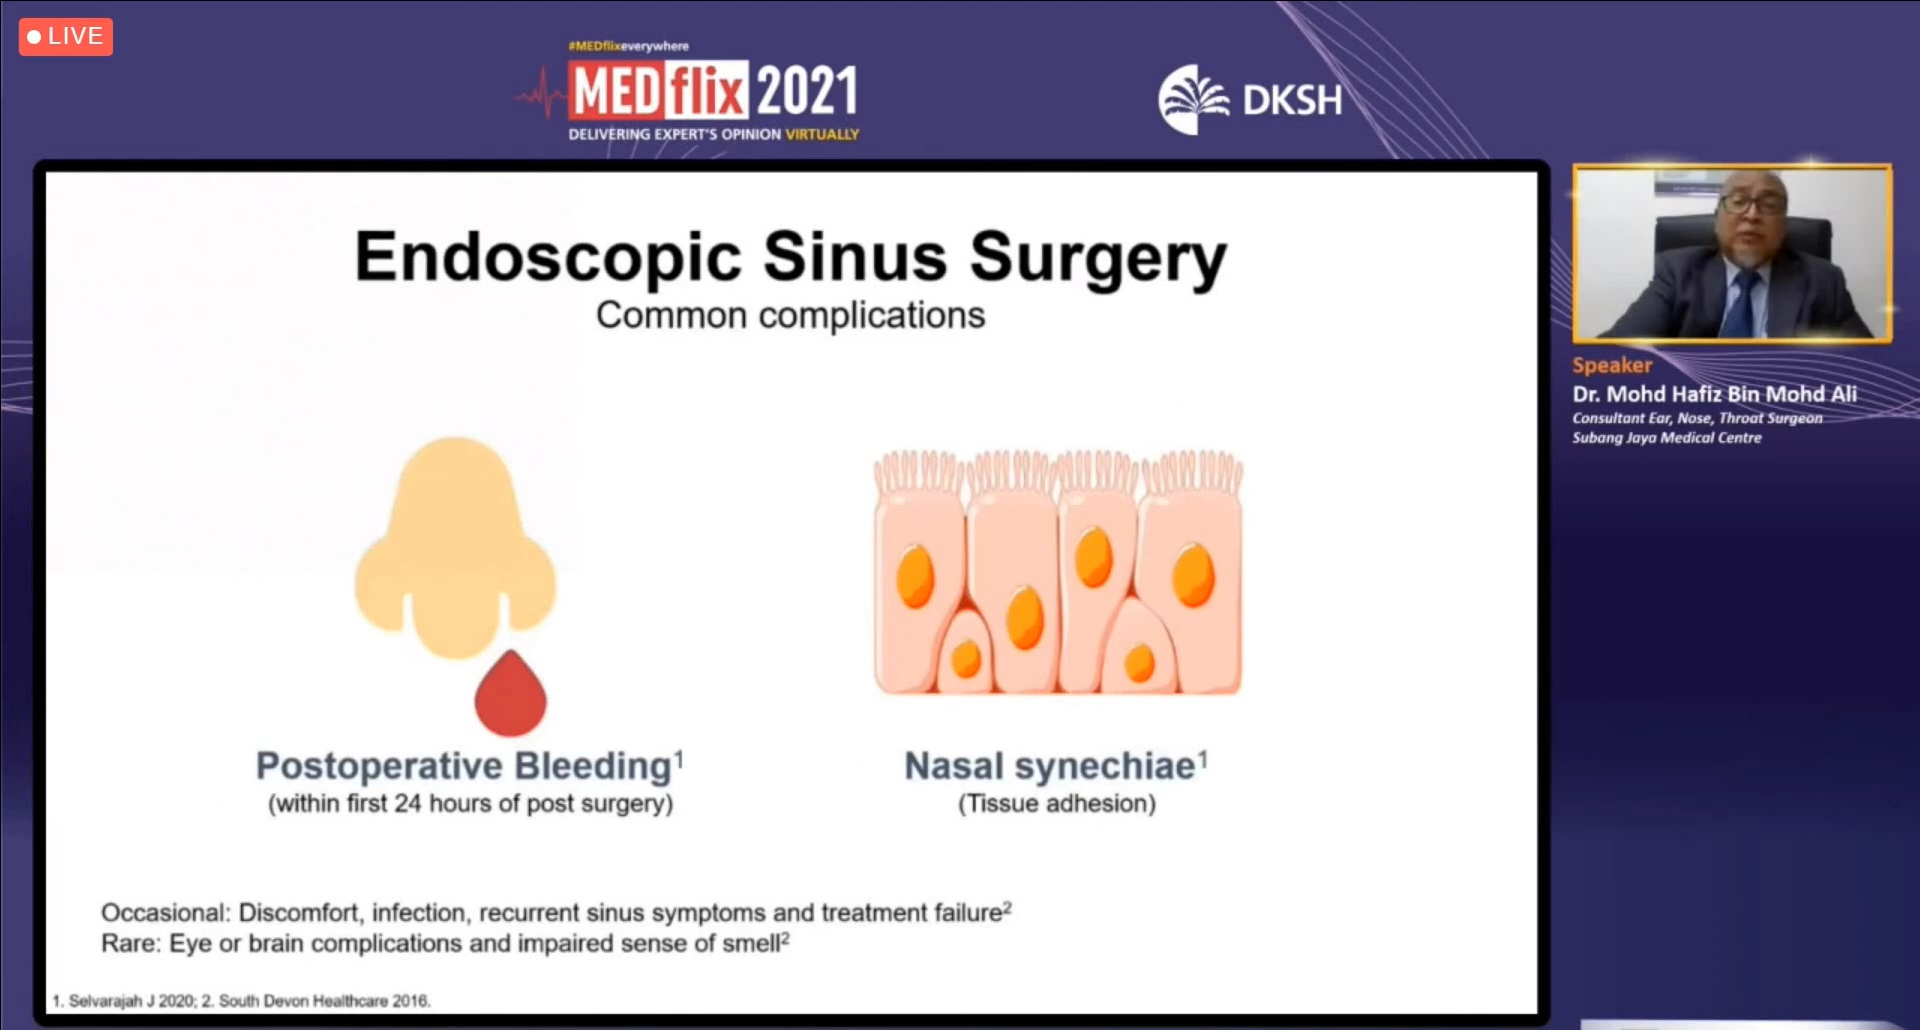 LIVE
#MEDflixeverywhere
MEDflix 2021
DELIVERING EXPERT'S OPINION VIRTUALLY
DKSH
Endoscopic Sinus Surgery
Common complications
Postoperative Bleeding¹
(within first 24 hours of post surgery)
Nasal synechiae¹
(Tissue adhesion)
Occasional: Discomfort, infection, recurrent sinus symptoms and treatment failure²
Rare: Eye or brain complications and impaired sense of smell²
1. Selvarajah J 2020; 2. South Devon Healthcare 2016.
Speaker
Dr. Mohd Hafiz Bin Mohd Ali
Consultant Ear, Nose, Throat Surgeon
Subang Jaya Medical Centre